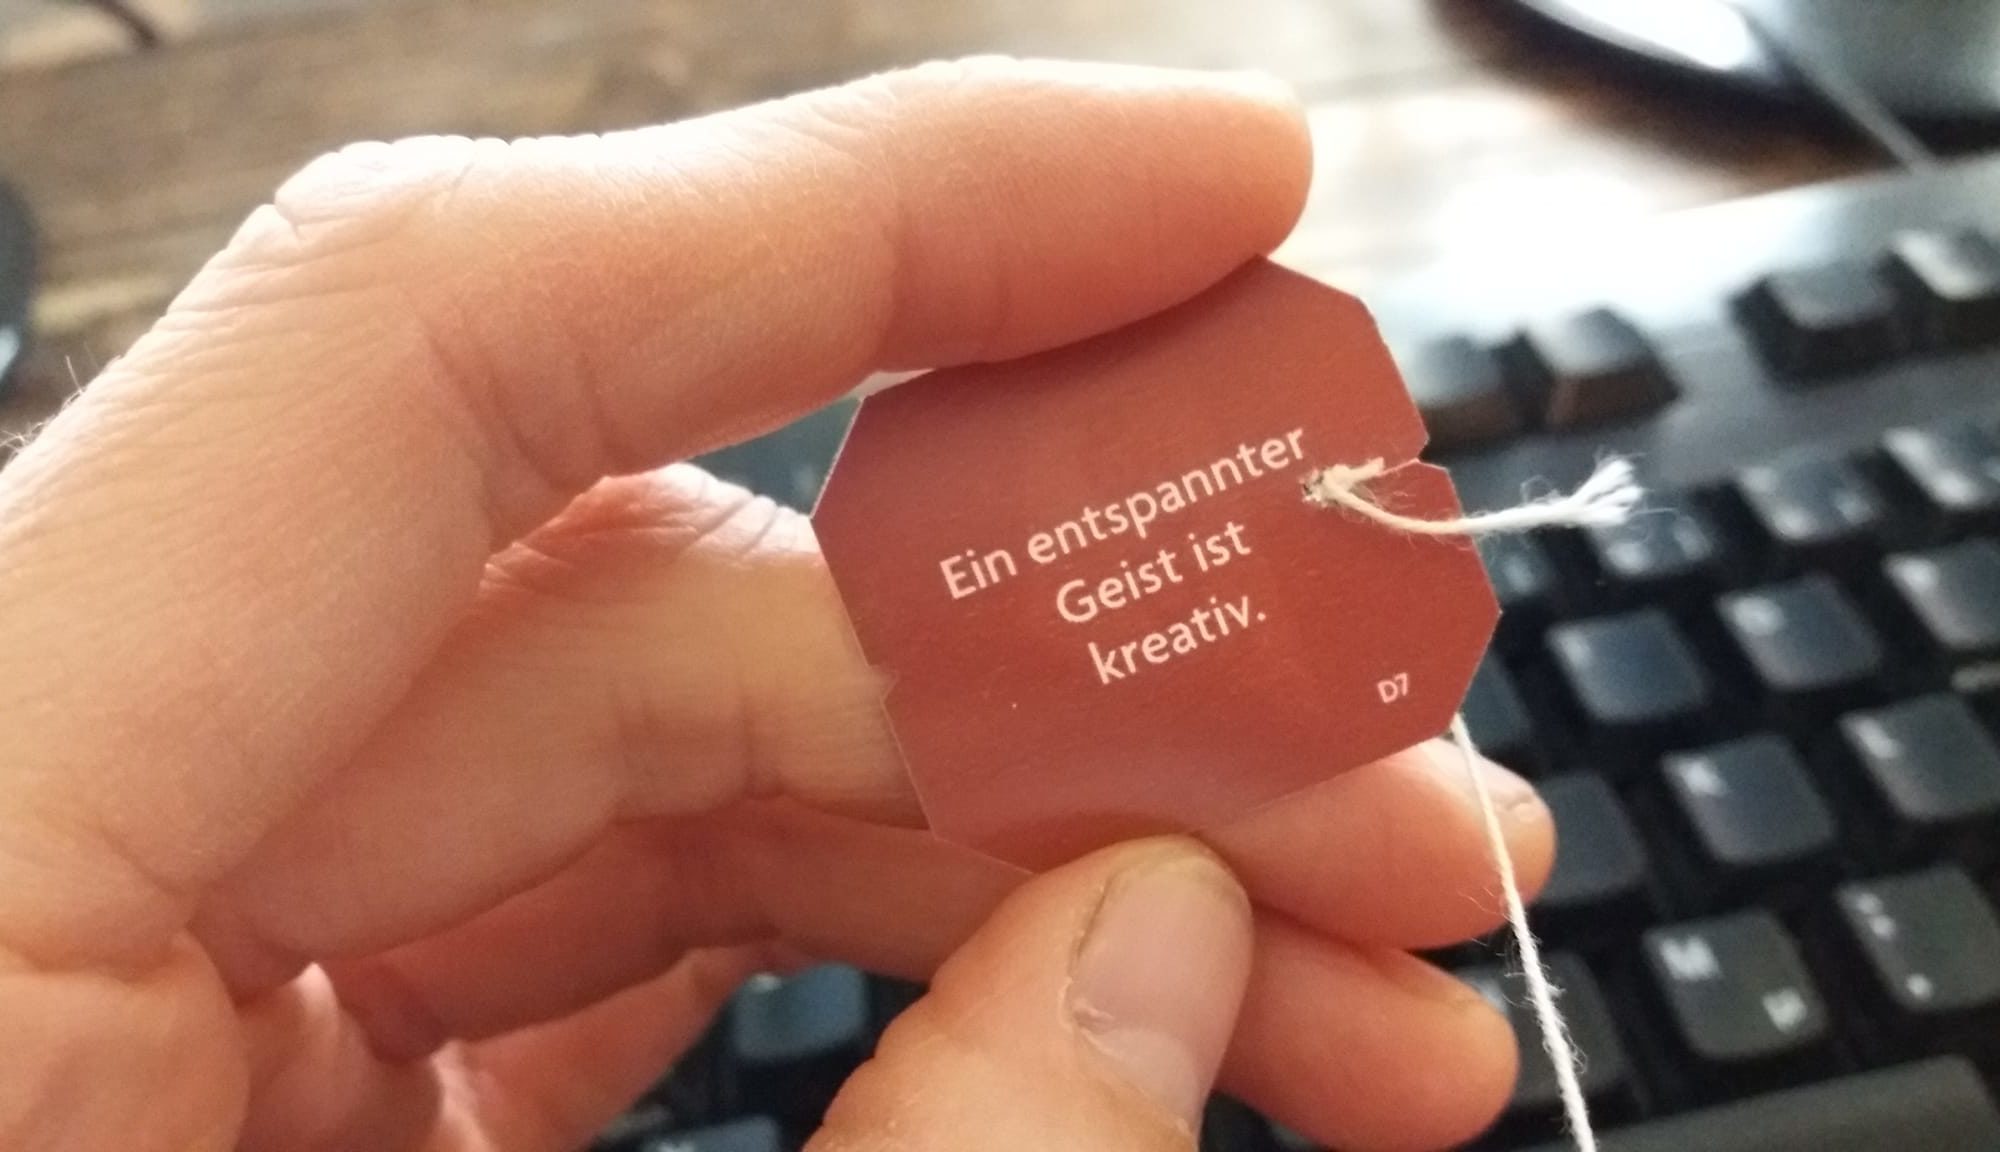 Ein entspannter
Geist ist
kreativ.
D7
M